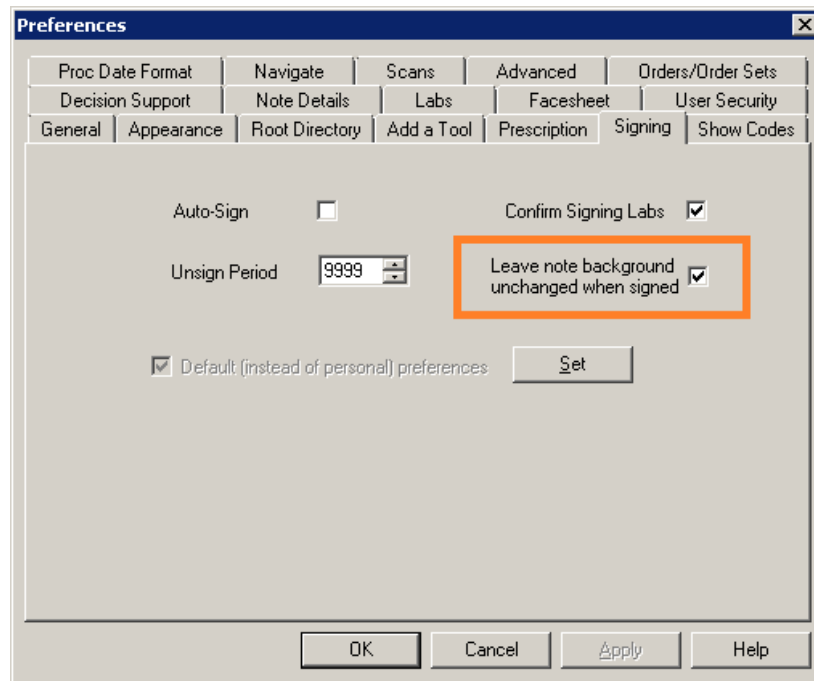 Preferences
Proc Date Format Navigate Scans Advanced Orders/Order Sets
Decision Support Note Details Labs Facesheet User Security
General Appearance Root Directory Add a Tool Prescription Signing Show Codes
Auto-Sign Confirm Signing Labs
Unsign Period 9999 Leave note background
unchanged when signed
Default (instead of personal) preferences Set
OK Cancel Apply Help